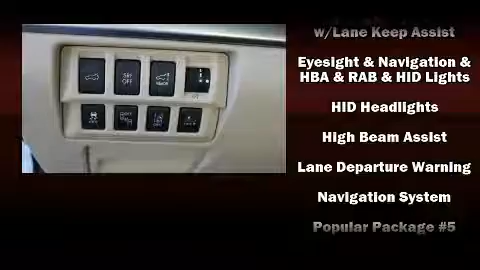 w/Lane Keep Assist
Eyesight & Navigation &
HBA & RAB & HID Lights
HID Headlights
High Beam Assist
Lane Departure Warning
Navigation System
Popular Package #5
OFF